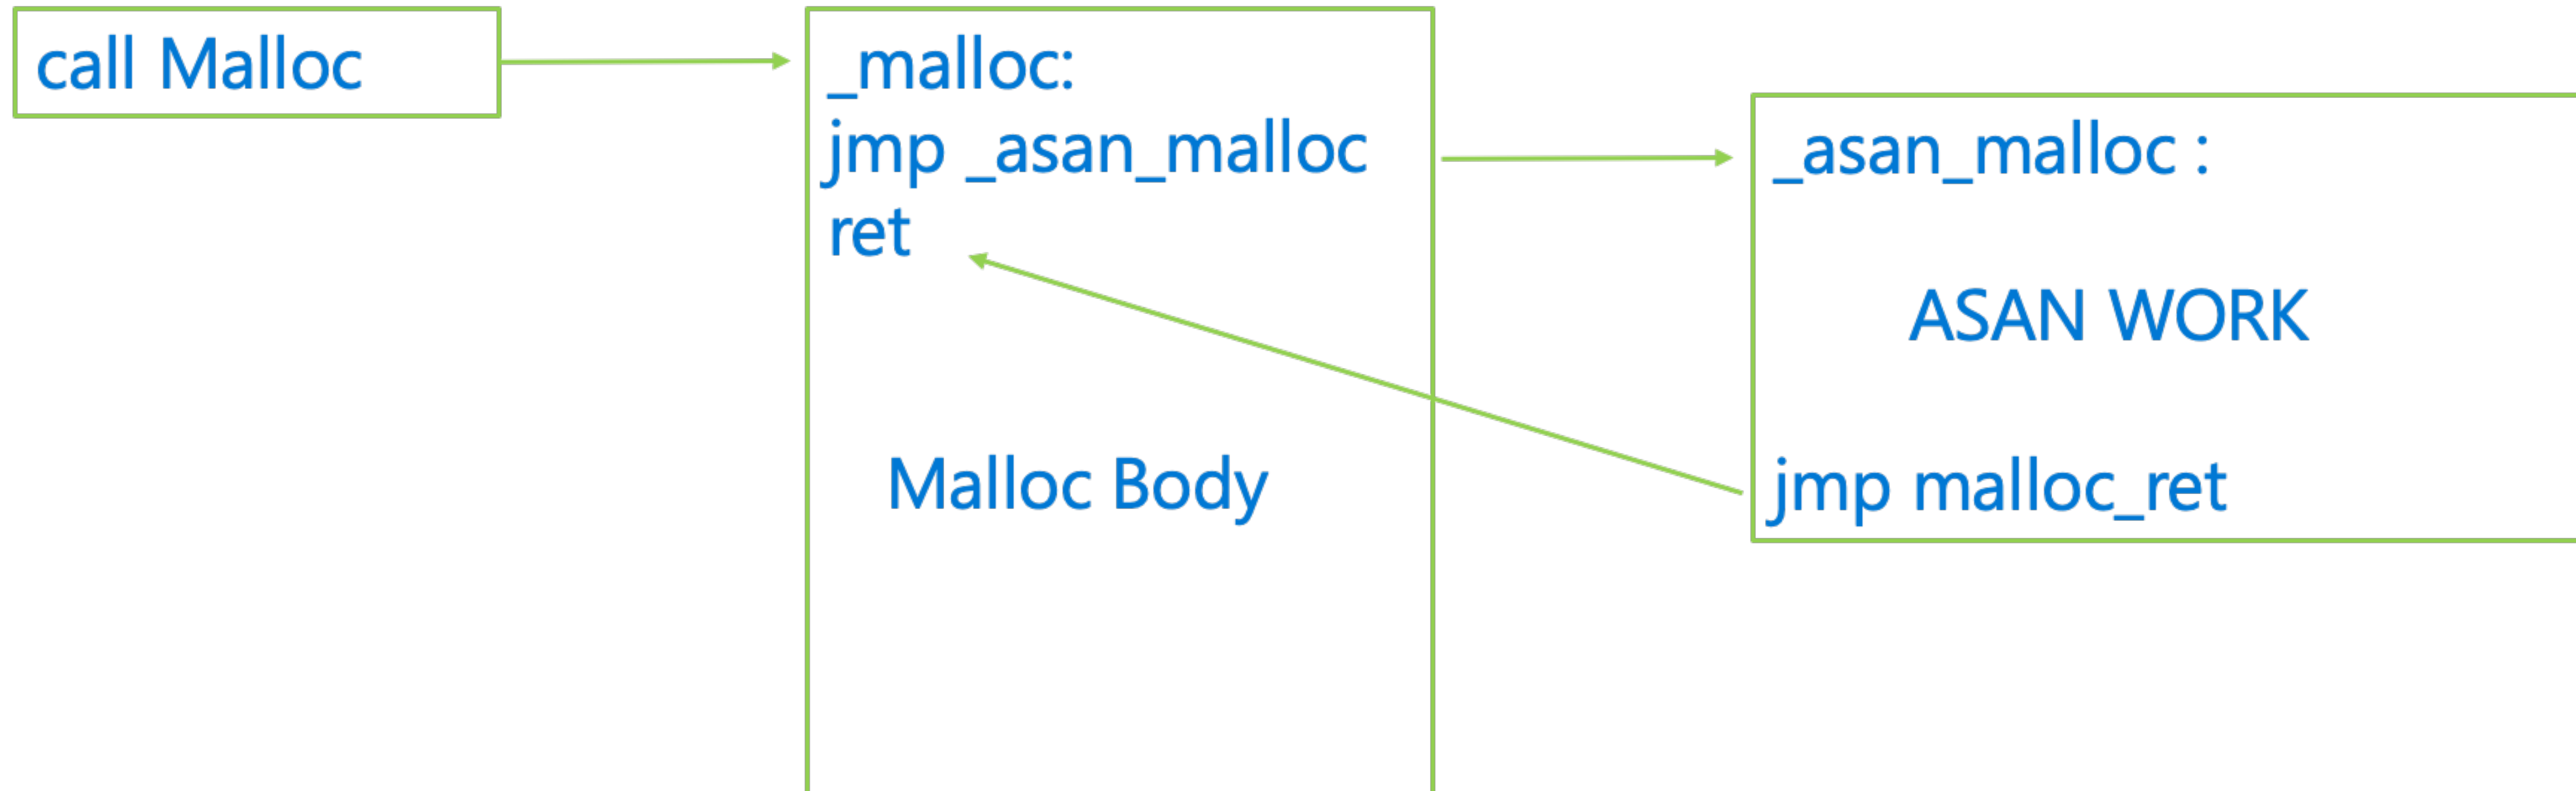 call Malloc
_malloc:
jmp _asan_malloc
ret
Malloc Body
_asan_malloc :
ASAN WORK
jmp malloc_ret